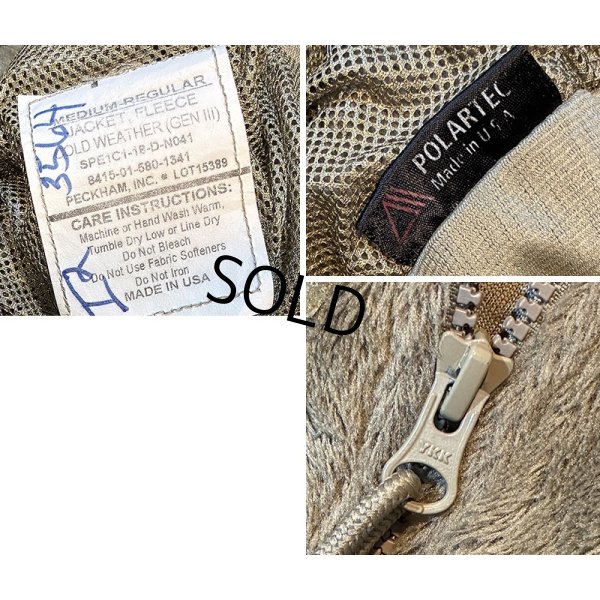 MEDIUM-REGULAR
JACKET, FLEECE
OLD WEATHER (GEN III)
SPE1C1-18-D-N041
8415-01-580-1341
PECKHAM, INC. LOT15389
CARE INSTRUCTIONS:
Machine or Hand Wash Warm,
Tumble Dry Low or Line Dry
Do Not Bleach
Do Not Use Fabric Softeners
Do Not Iron
MADE IN USA
3564
POLARTEC
Made in U.S.A
SOLD
YKK